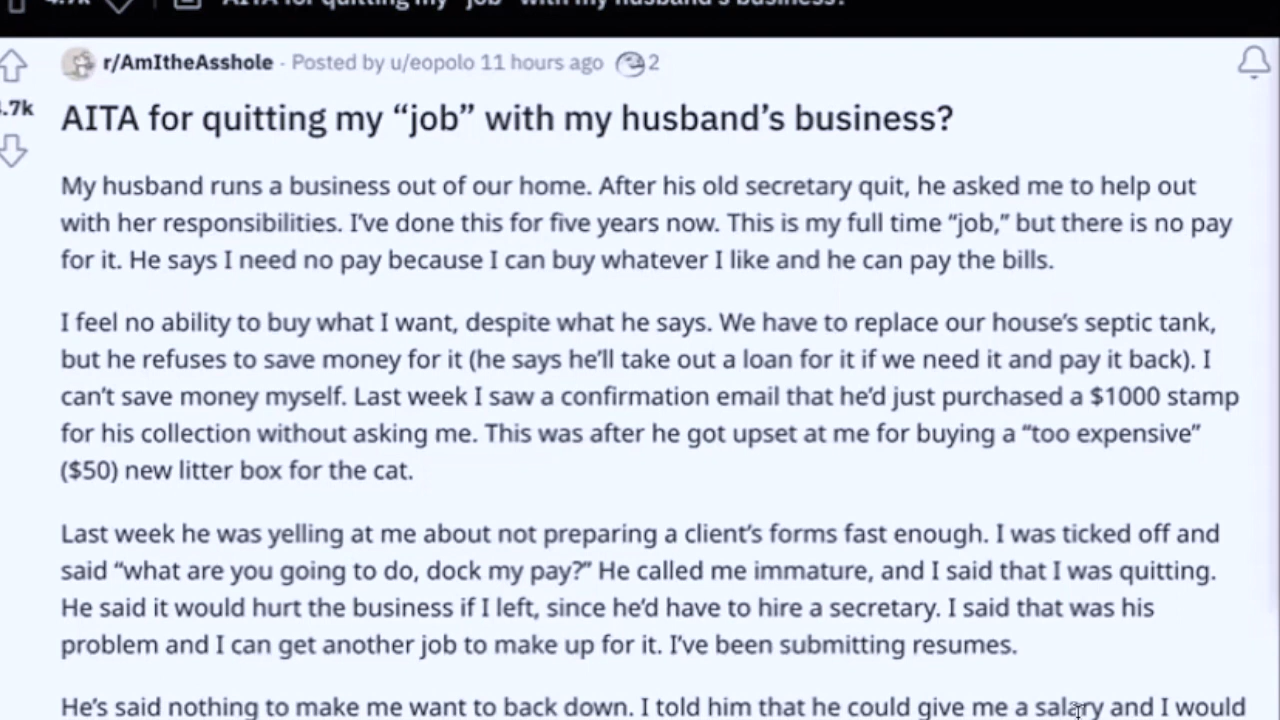 r/AmItheAsshole · Posted by u/eopolo 11 hours ago 2
.7k
AITA for quitting my “job” with my husband’s business?
My husband runs a business out of our home. After his old secretary quit, he asked me to help out
with her responsibilities. I’ve done this for five years now. This is my full time “job,” but there is no pay
for it. He says I need no pay because I can buy whatever I like and he can pay the bills.
I feel no ability to buy what I want, despite what he says. We have to replace our house’s septic tank,
but he refuses to save money for it (he says he’ll take out a loan for it if we need it and pay it back). I
can’t save money myself. Last week I saw a confirmation email that he’d just purchased a $1000 stamp
for his collection without asking me. This was after he got upset at me for buying a “too expensive”
($50) new litter box for the cat.
Last week he was yelling at me about not preparing a client’s forms fast enough. I was ticked off and
said “what are you going to do, dock my pay?” He called me immature, and I said that I was quitting.
He said it would hurt the business if I left, since he’d have to hire a secretary. I said that was his
problem and I can get another job to make up for it. I’ve been submitting resumes.
He’s said nothing to make me want to back down. I told him that he could give me a salary and I would